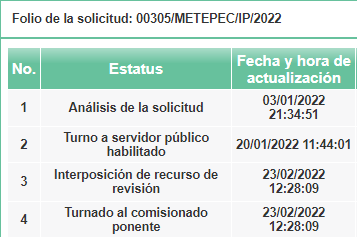 Folio de la solicitud: 00305/METEPEC/IP/2022
No. Estatus Fecha y hora de
actualización
1 Análisis de la solicitud 03/01/2022
21:34:51
2 Turno a servidor público
habilitado 20/01/2022 11:44:01
3 Interposición de recurso de
revisión 23/02/2022
12:28:09
4 Turnado al comisionado
ponente 23/02/2022
12:28:09